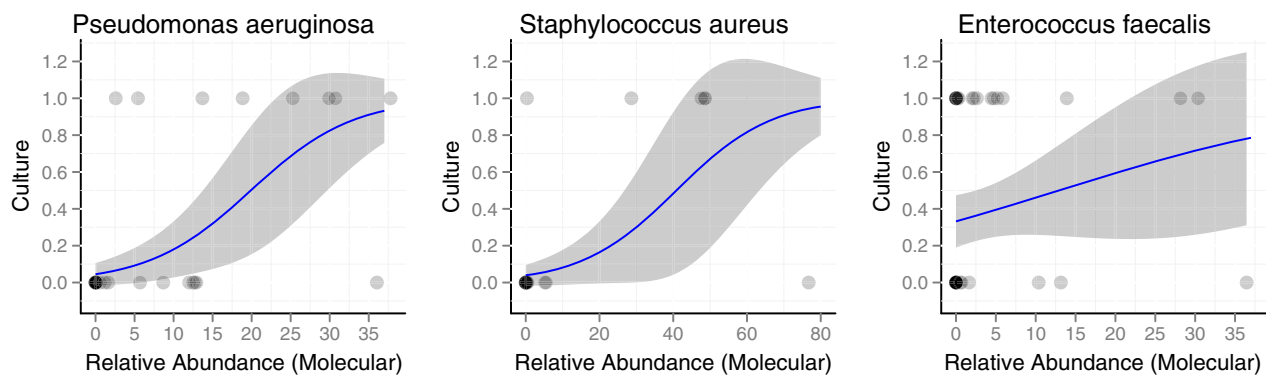 Pseudomonas aeruginosa
Culture
1.2
1.0
0.8
0.6
0.4
0.2
0.0
0 5 10 15 20 25 30 35
Relative Abundance (Molecular)
Staphylococcus aureus
Culture
1.2
1.0
0.8
0.6
0.4
0.2
0.0
0 20 40 60 80
Relative Abundance (Molecular)
Enterococcus faecalis
Culture
1.2
1.0
0.8
0.6
0.4
0.2
0.0
0 5 10 15 20 25 30 35
Relative Abundance (Molecular)